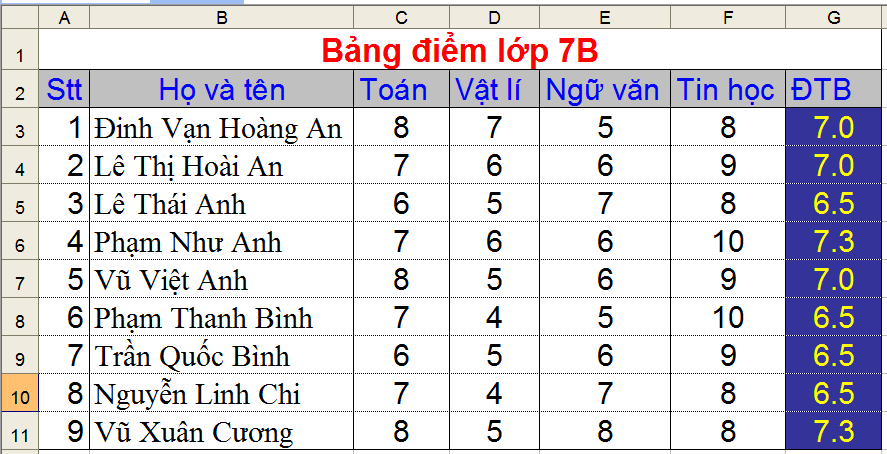 A B C D E F G
1 Bảng điểm lớp 7B
2 Stt Họ và tên Toán Vật lí Ngữ văn Tin học ĐTB
3 1 Đinh Vạn Hoàng An 8 7 5 8 7.0
4 2 Lê Thị Hoài An 7 6 6 9 7.0
5 3 Lê Thái Anh 6 5 7 8 6.5
6 4 Phạm Như Anh 7 6 6 10 7.3
7 5 Vũ Việt Anh 8 5 6 9 7.0
8 6 Phạm Thanh Bình 7 4 5 10 6.5
9 7 Trần Quốc Bình 6 5 6 9 6.5
10 8 Nguyễn Linh Chi 7 4 7 8 6.5
11 9 Vũ Xuân Cương 8 5 8 8 7.3